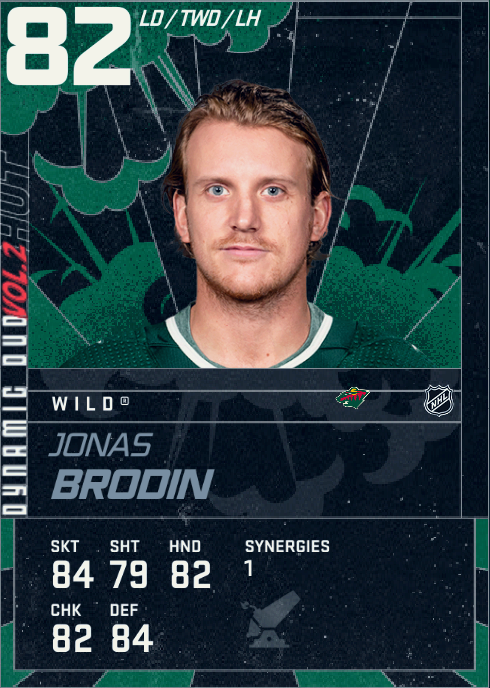 82
LD / TWD / LH
HUT
DYNAMIC DUO VOL.2
WILD®
NHL
JONAS
BRODIN
SKT SHT HND SYNERGIES
84 79 82 1
CHK DEF
82 84